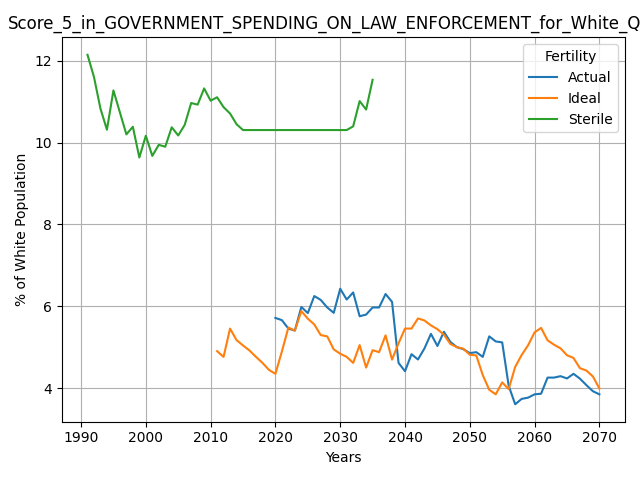 Score_5_in_GOVERNMENT_SPENDING_ON_LAW_ENFORCEMENT_for_White_Q
Fertility
Actual
Ideal
Sterile
% of White Population
12
10
8
6
4
1990 2000 2010 2020 2030 2040 2050 2060 2070
Years